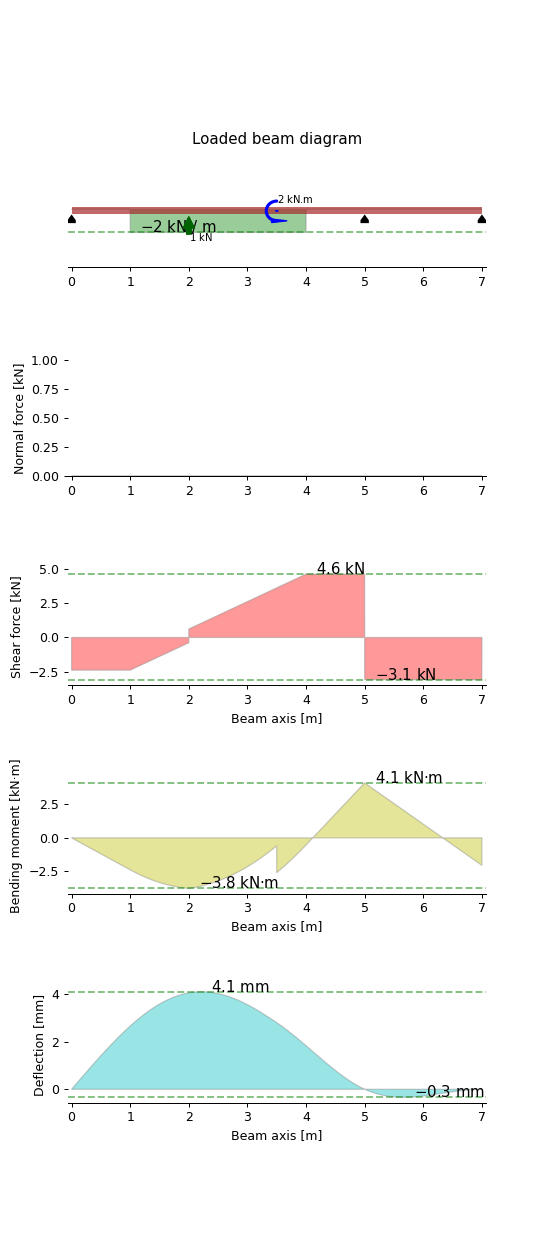 Loaded beam diagram
2 kN.m
−2 kN/m
1 kN
0 1 2 3 4 5 6 7
1.00
0.75
0.50
0.25
0.00
Normal force [kN]
0 1 2 3 4 5 6 7
4.6 kN
5.0
2.5
0.0
−2.5
Shear force [kN]
−3.1 kN
0 1 2 3 4 5 6 7
Beam axis [m]
4.1 kN·m
2.5
0.0
−2.5
Bending moment [kN·m]
−3.8 kN·m
0 1 2 3 4 5 6 7
Beam axis [m]
4.1 mm
4
2
0
Deflection [mm]
−0.3 mm
0 1 2 3 4 5 6 7
Beam axis [m]